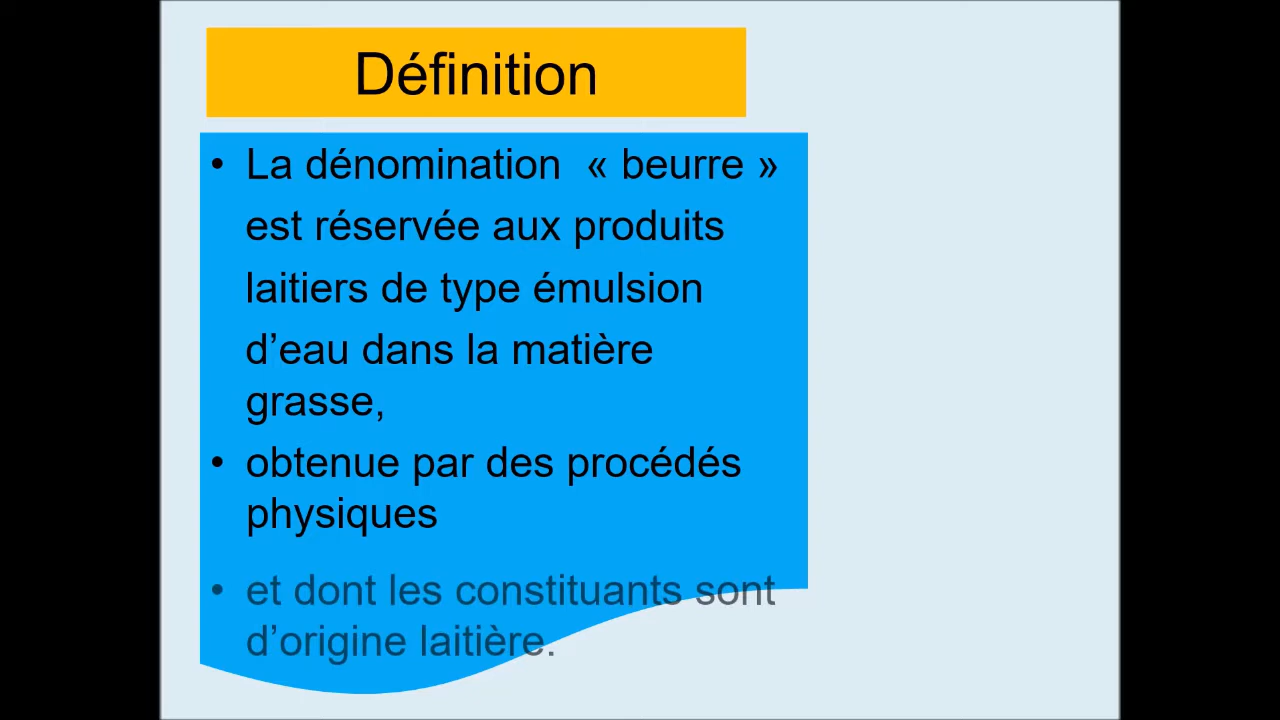 Définition
• La dénomination « beurre »
est réservée aux produits
laitiers de type émulsion
d’eau dans la matière
grasse,
• obtenue par des procédés
physiques
• et dont les constituants sont
d’origine laitière.